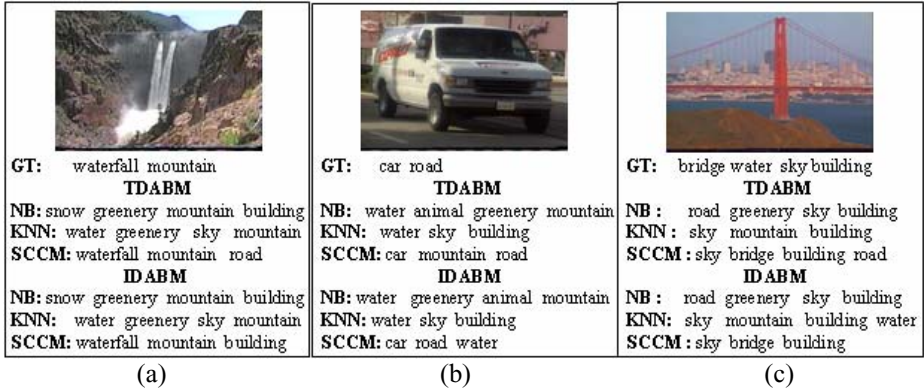 GT: waterfall mountain
TDABM
NB: snow greenery mountain building
KNN: water greenery sky mountain
SCCM: waterfall mountain road
IDABM
NB: snow greenery mountain building
KNN: water greenery sky mountain
SCCM: waterfall mountain building
(a)
GT: car road
TDABM
NB: water animal greenery mountain
KNN: water sky building
SCCM: car mountain road
IDABM
NB: water greenery animal mountain
KNN: water sky building
SCCM: car road water
(b)
GT: bridge water sky building
TDABM
NB : road greenery sky building
KNN : sky mountain building
SCCM : sky bridge building road
IDABM
NB : road greenery sky building
KNN: sky mountain building water
SCCM : sky bridge building
(c)